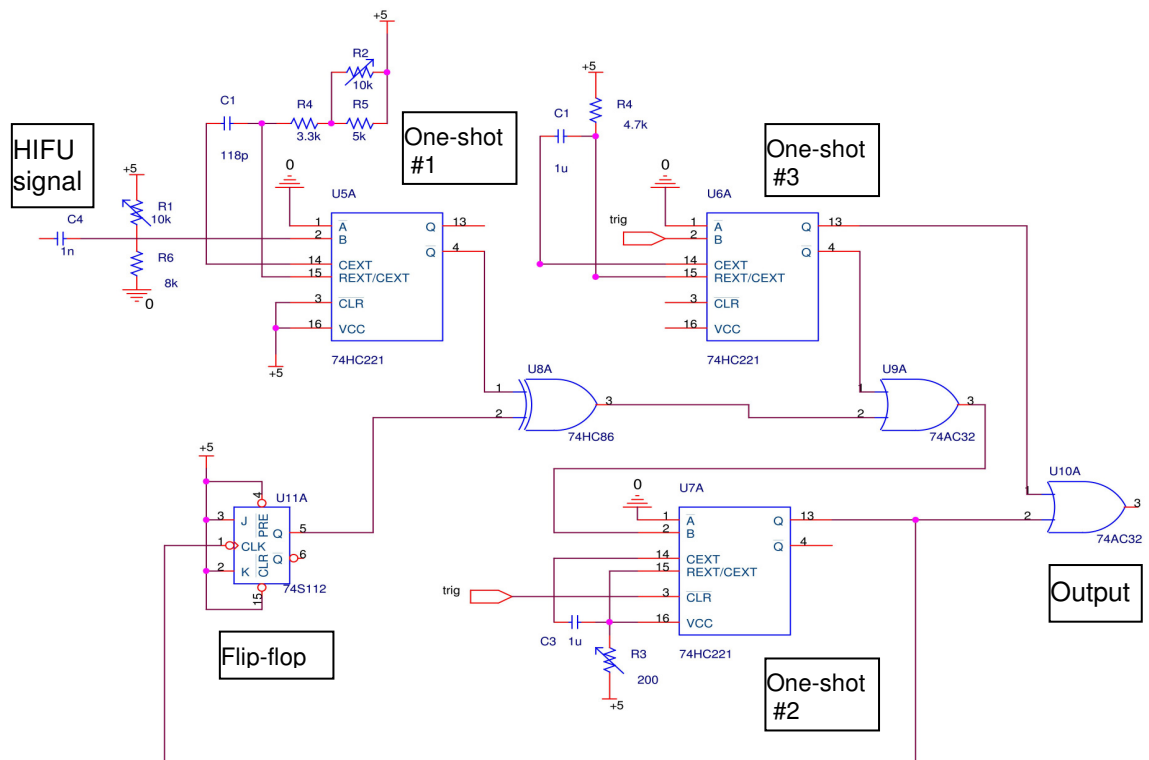 HIFU
signal
C4
1n
+5
R1
10k
R6
8k
0
C1
118p
R4
3.3k
R2
10k
R5
5k
+5
One-shot
#1
0
U5A
1 A Q 13
2 B
Q 4
14 CEXT
15 REXT/CEXT
3 CLR
16 VCC
74HC221
+5
+5
R4
4.7k
C1
1u
One-shot
#3
0
U6A
trig
1 A Q 13
2 B
Q 4
14 CEXT
15 REXT/CEXT
3 CLR
16 VCC
74HC221
U8A
1
2
3
74HC86
U9A
1
2
3
74AC32
+5
U11A
4
3 J PRE Q 5
1 CLK
2 K CLR Q 6
15
74S112
Flip-flop
0
U7A
1 A Q 13
2 B
Q 4
14 CEXT
15 REXT/CEXT
3 CLR
16 VCC
74HC221
trig
C3 1u
R3
200
+5
One-shot
#2
U10A
1
2
3
74AC32
Output